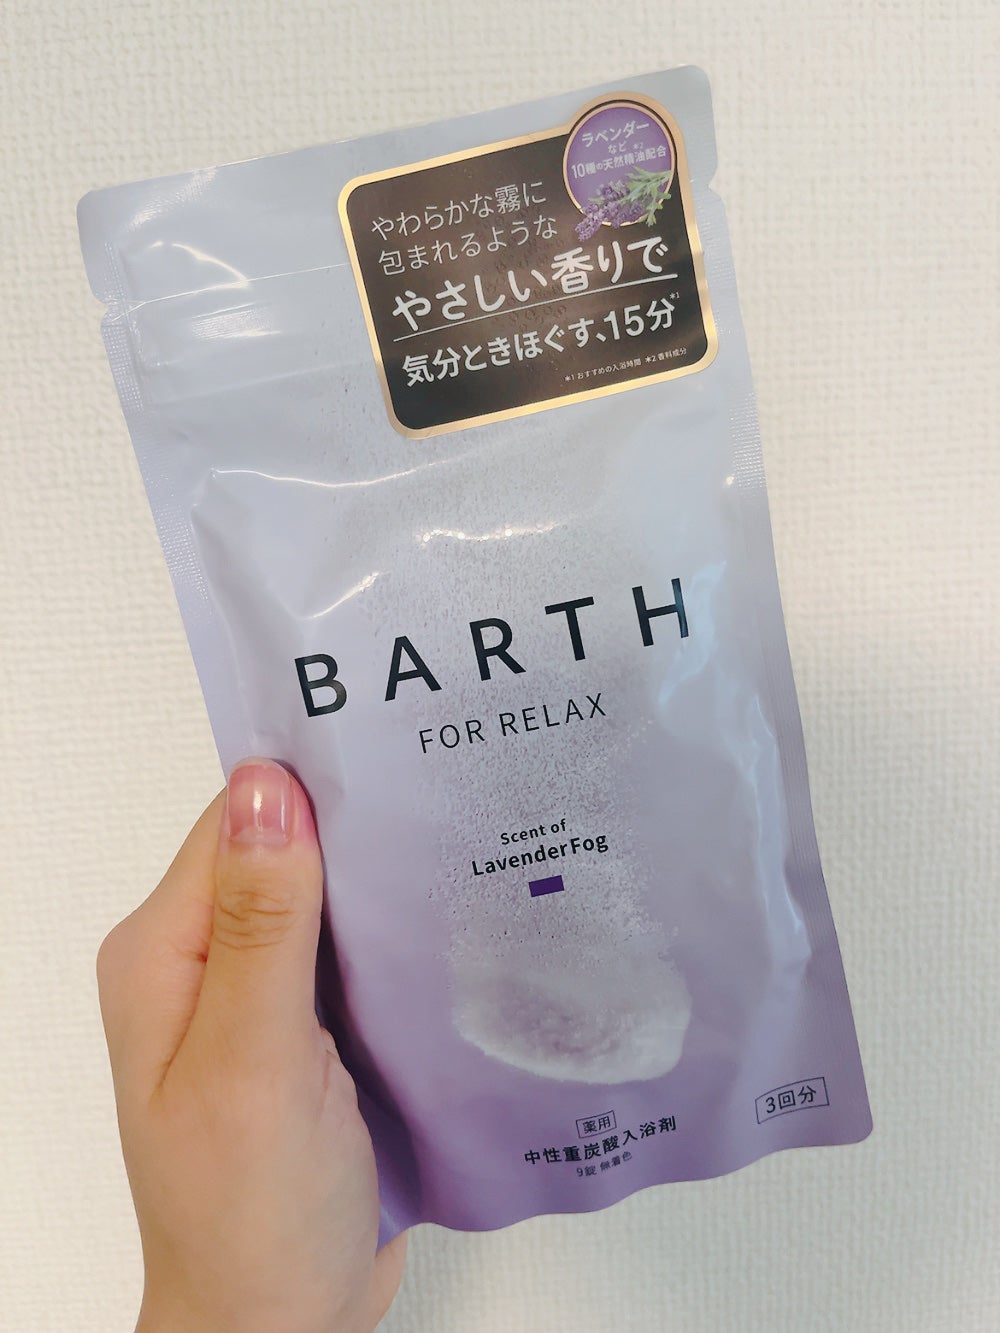 ラベンダー
など*2
10種の天然精油配合
やわらかな霧に
包まれるような
やさしい香りで
気分ときほぐす、15分*1
*1 おすすめの入浴時間 *2 香料成分
BARTH
FOR RELAX
Scent of
LavenderFog
3回分
薬用
中性重炭酸入浴剤
9錠 無着色